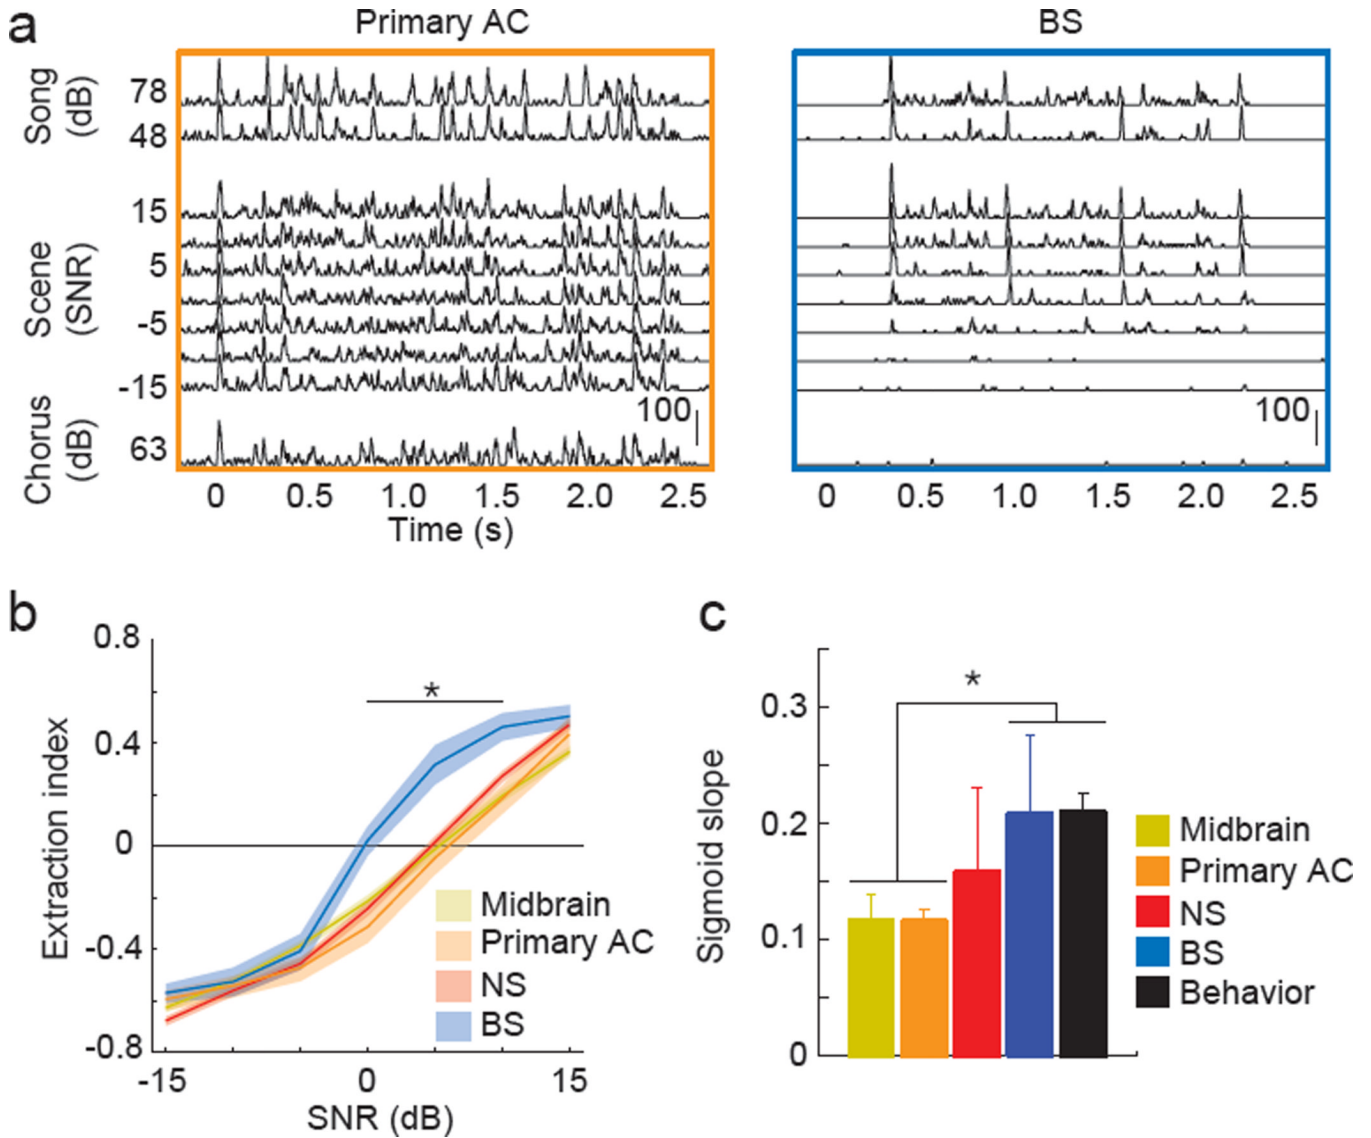 a
Primary AC
BS
Song
(dB)
78
48
Scene
(SNR)
15
5
-5
-15
Chorus
(dB)
63
100
100
0 0.5 1.0 1.5 2.0 2.5
Time (s)
0 0.5 1.0 1.5 2.0 2.5
b
0.8
0.4
0
-0.4
-0.8
Extraction index
*
Midbrain
Primary AC
NS
BS
-15 0 15
SNR (dB)
c
Sigmoid slope
0.3
0.2
0.1
0
*
Midbrain
Primary AC
NS
BS
Behavior